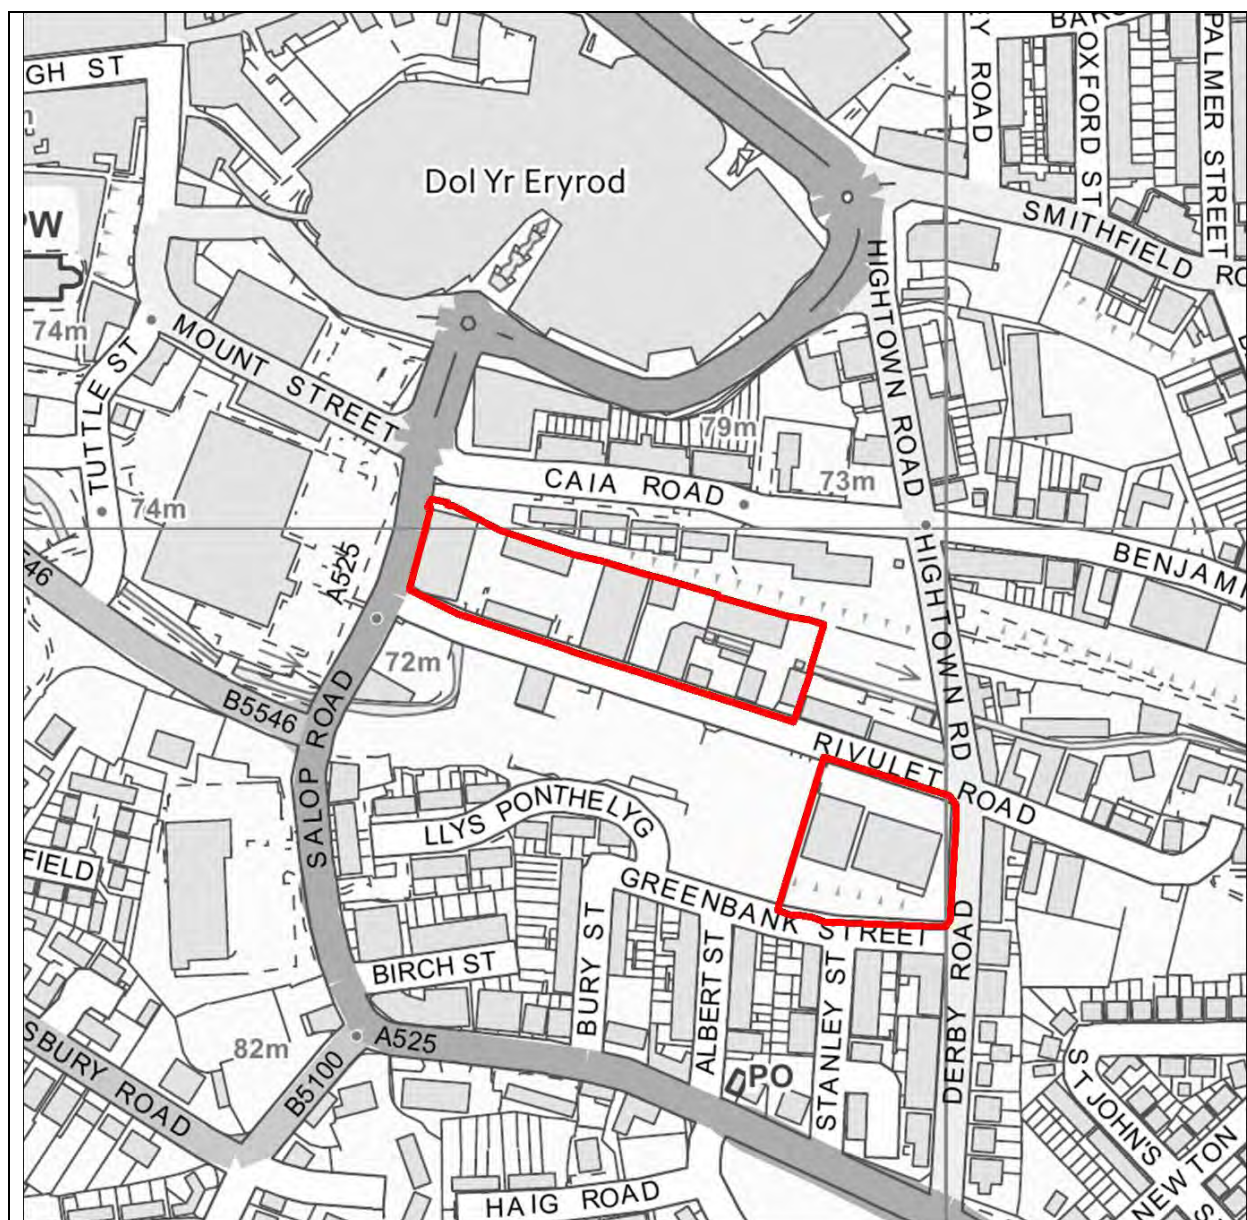 GH ST
ROAD
OXFORD ST
PALMER STREET
Dol Yr Eryrod
OW
SMITHFIELD RO
HIGHTOWN ROAD
74m
MOUNT STREET
TUTTLE ST
79m
CAIA ROAD
73m
74m
HIGHTOWN RD
BENJAMI
46
A525
72m
B5546
SALOP ROAD
RIVULET ROAD
LLYS PONTHELYG
FIELD
GREENBANK STREET
BURY ST
ALBERT ST
STANLEY ST
DERBY ROAD
BIRCH ST
A525
82m
SBURY ROAD
B5100
PO
ST JOHN'S
NEWTON
HAIG ROAD